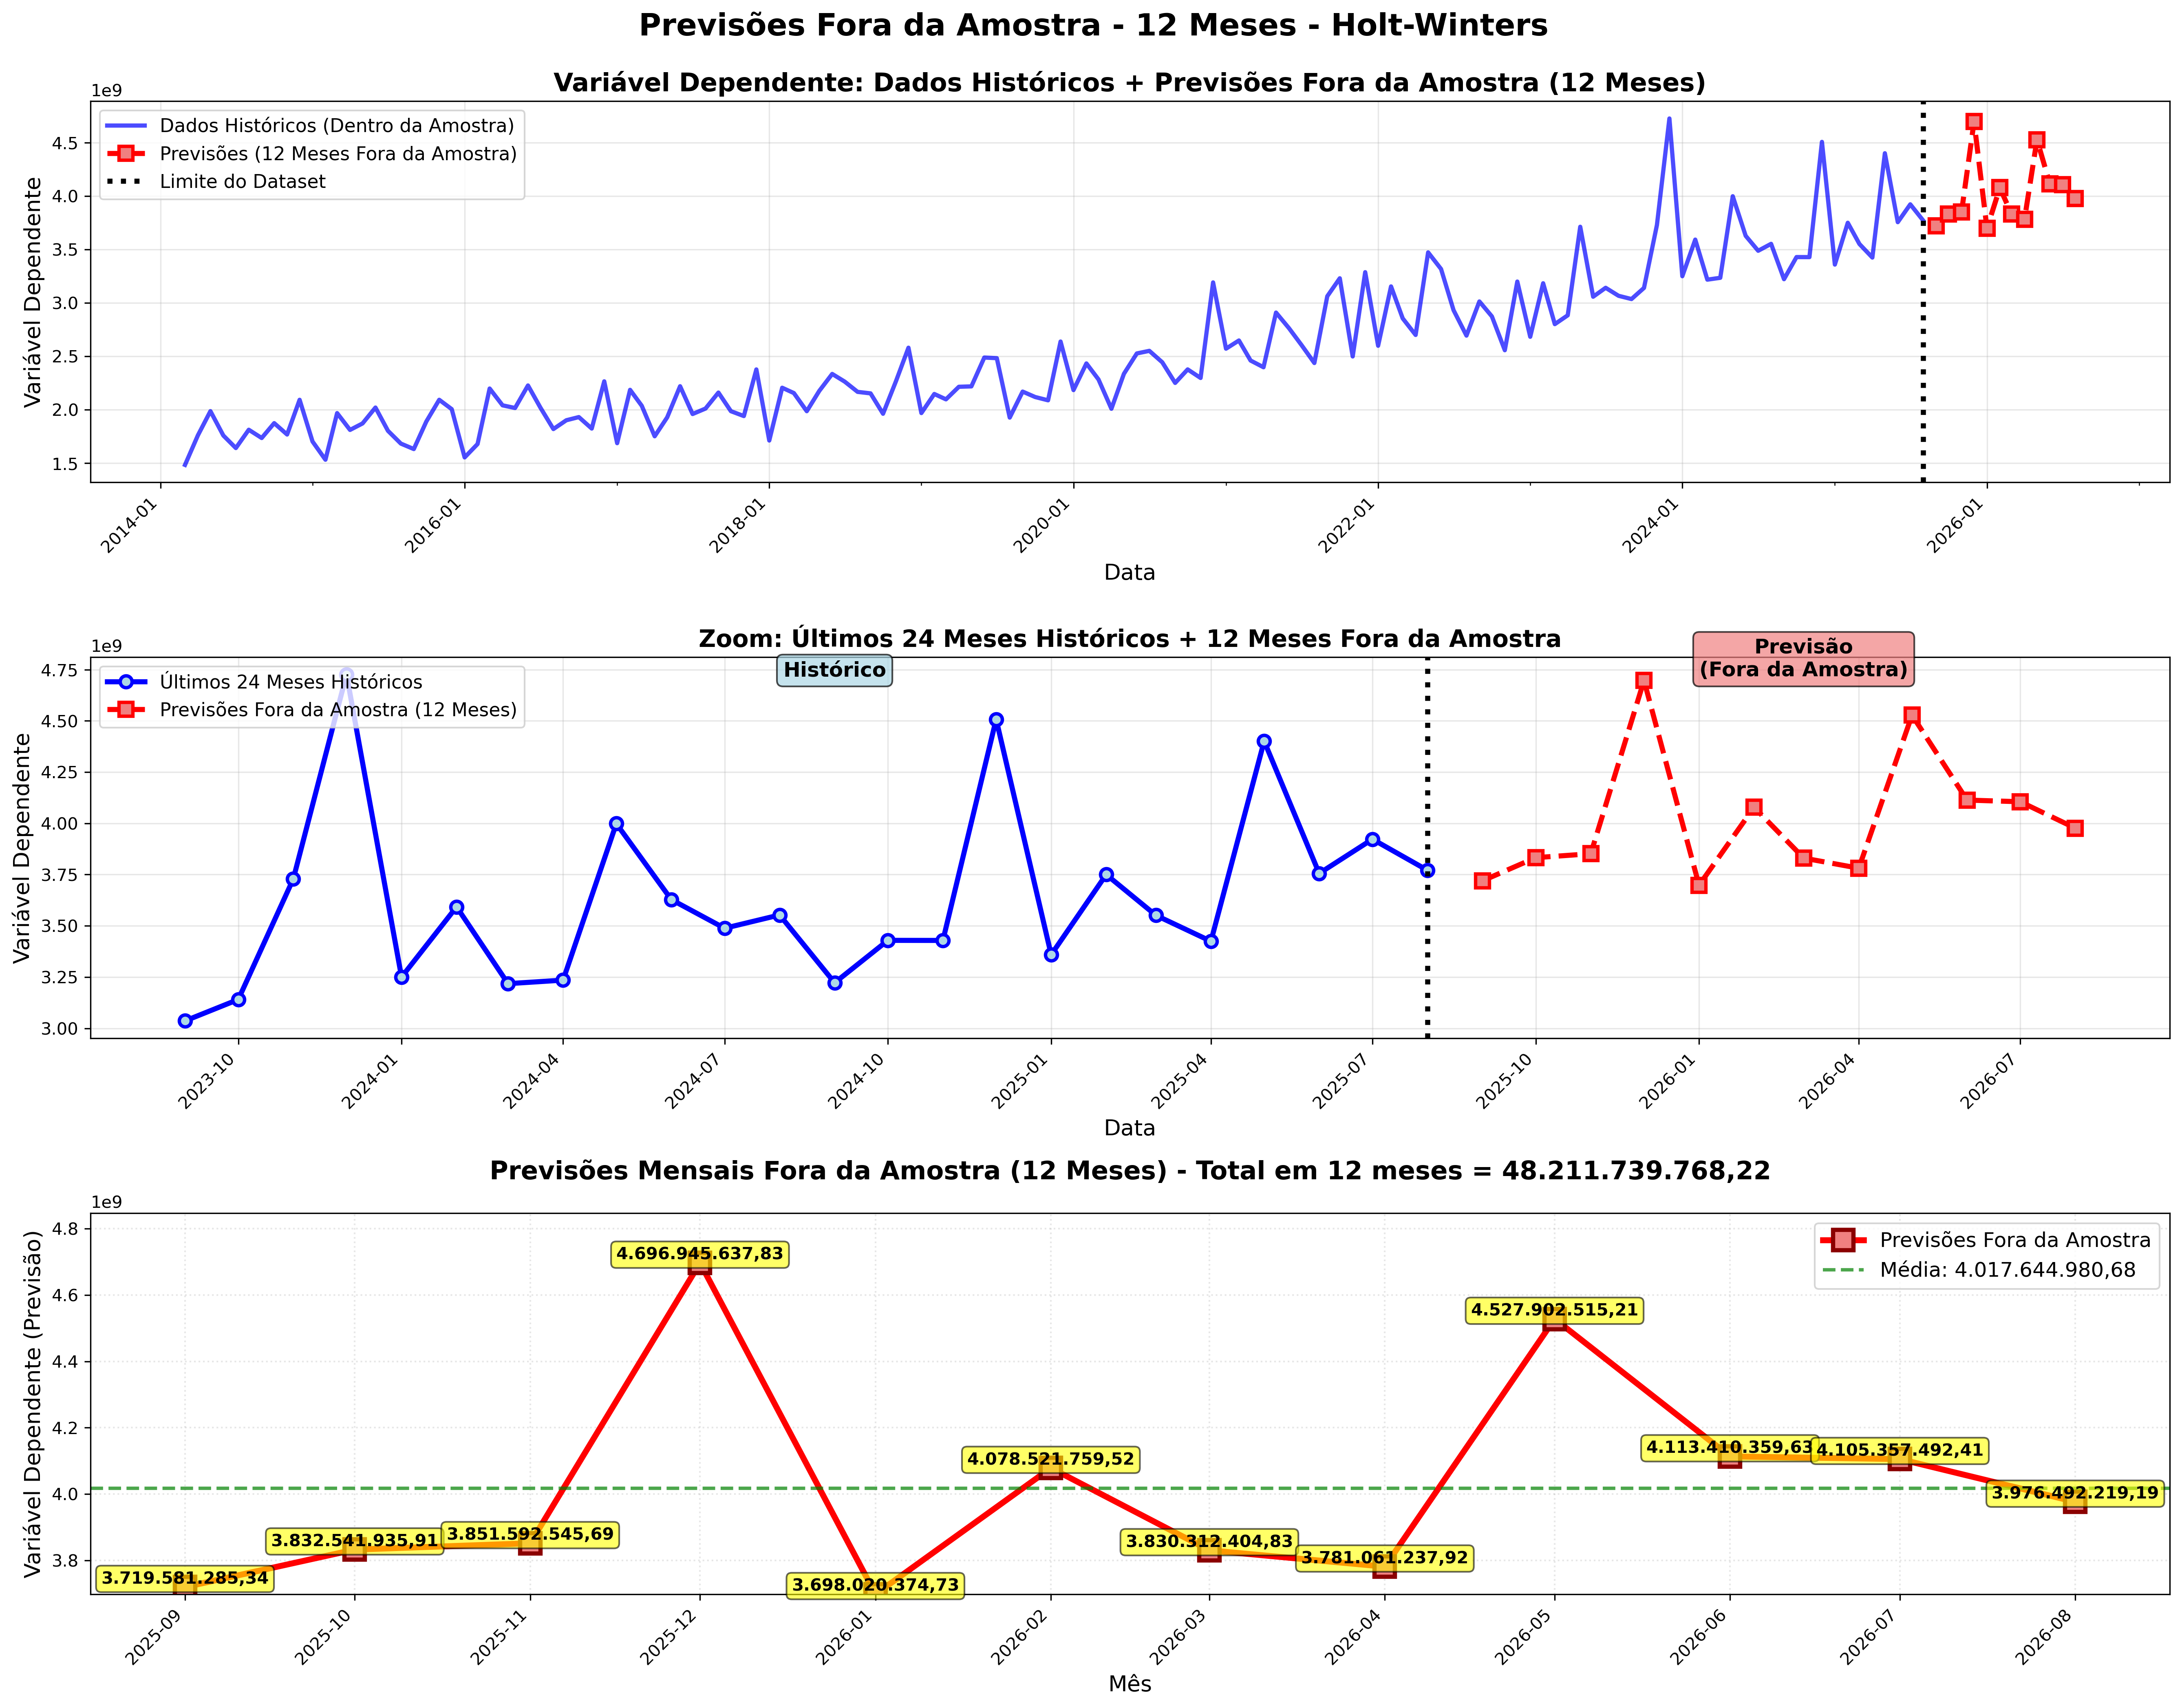 Previsões Fora da Amostra - 12 Meses - Holt-Winters
Variável Dependente: Dados Históricos + Previsões Fora da Amostra (12 Meses)
1e9
Dados Históricos (Dentro da Amostra)
Previsões (12 Meses Fora da Amostra)
Limite do Dataset
Variável Dependente
4.5
4.0
3.5
3.0
2.5
2.0
1.5
2014-01
2016-01
2018-01
2020-01
2022-01
2024-01
2026-01
Data
Zoom: Últimos 24 Meses Históricos + 12 Meses Fora da Amostra
1e9
Últimos 24 Meses Históricos
Previsões Fora da Amostra (12 Meses)
Histórico
Previsão
(Fora da Amostra)
Variável Dependente
4.75
4.50
4.25
4.00
3.75
3.50
3.25
3.00
2023-10
2024-01
2024-04
2024-07
2024-10
2025-01
2025-04
2025-07
2025-10
2026-01
2026-04
2026-07
Data
Previsões Mensais Fora da Amostra (12 Meses) - Total em 12 meses = 48.211.739.768,22
1e9
Previsões Fora da Amostra
Média: 4.017.644.980,68
Variável Dependente (Previsão)
4.8
4.6
4.4
4.2
4.0
3.8
3.719.581.285,34
3.832.541.935,91
3.851.592.545,69
4.696.945.637,83
3.698.020.374,73
4.078.521.759,52
3.830.312.404,83
3.781.061.237,92
4.527.902.515,21
4.113.410.359,63
4.105.357.492,41
3.976.492.219,19
2025-09
2025-10
2025-11
2025-12
2026-01
2026-02
2026-03
2026-04
2026-05
2026-06
2026-07
2026-08
Mês